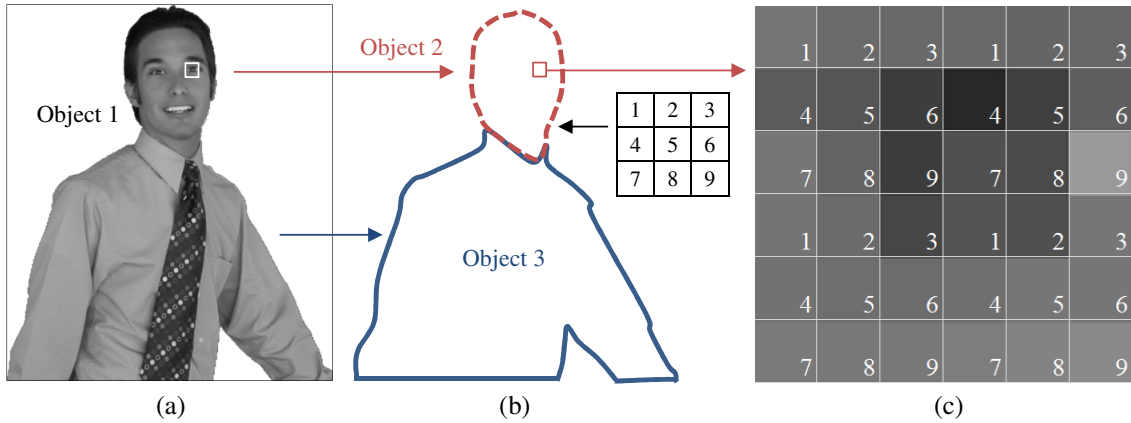 Object 1
Object 2
Object 3
1 2 3
4 5 6
7 8 9
1 2 3 1 2 3
4 5 6 4 5 6
7 8 9 7 8 9
1 2 3 1 2 3
4 5 6 4 5 6
7 8 9 7 8 9
(a) (b) (c)